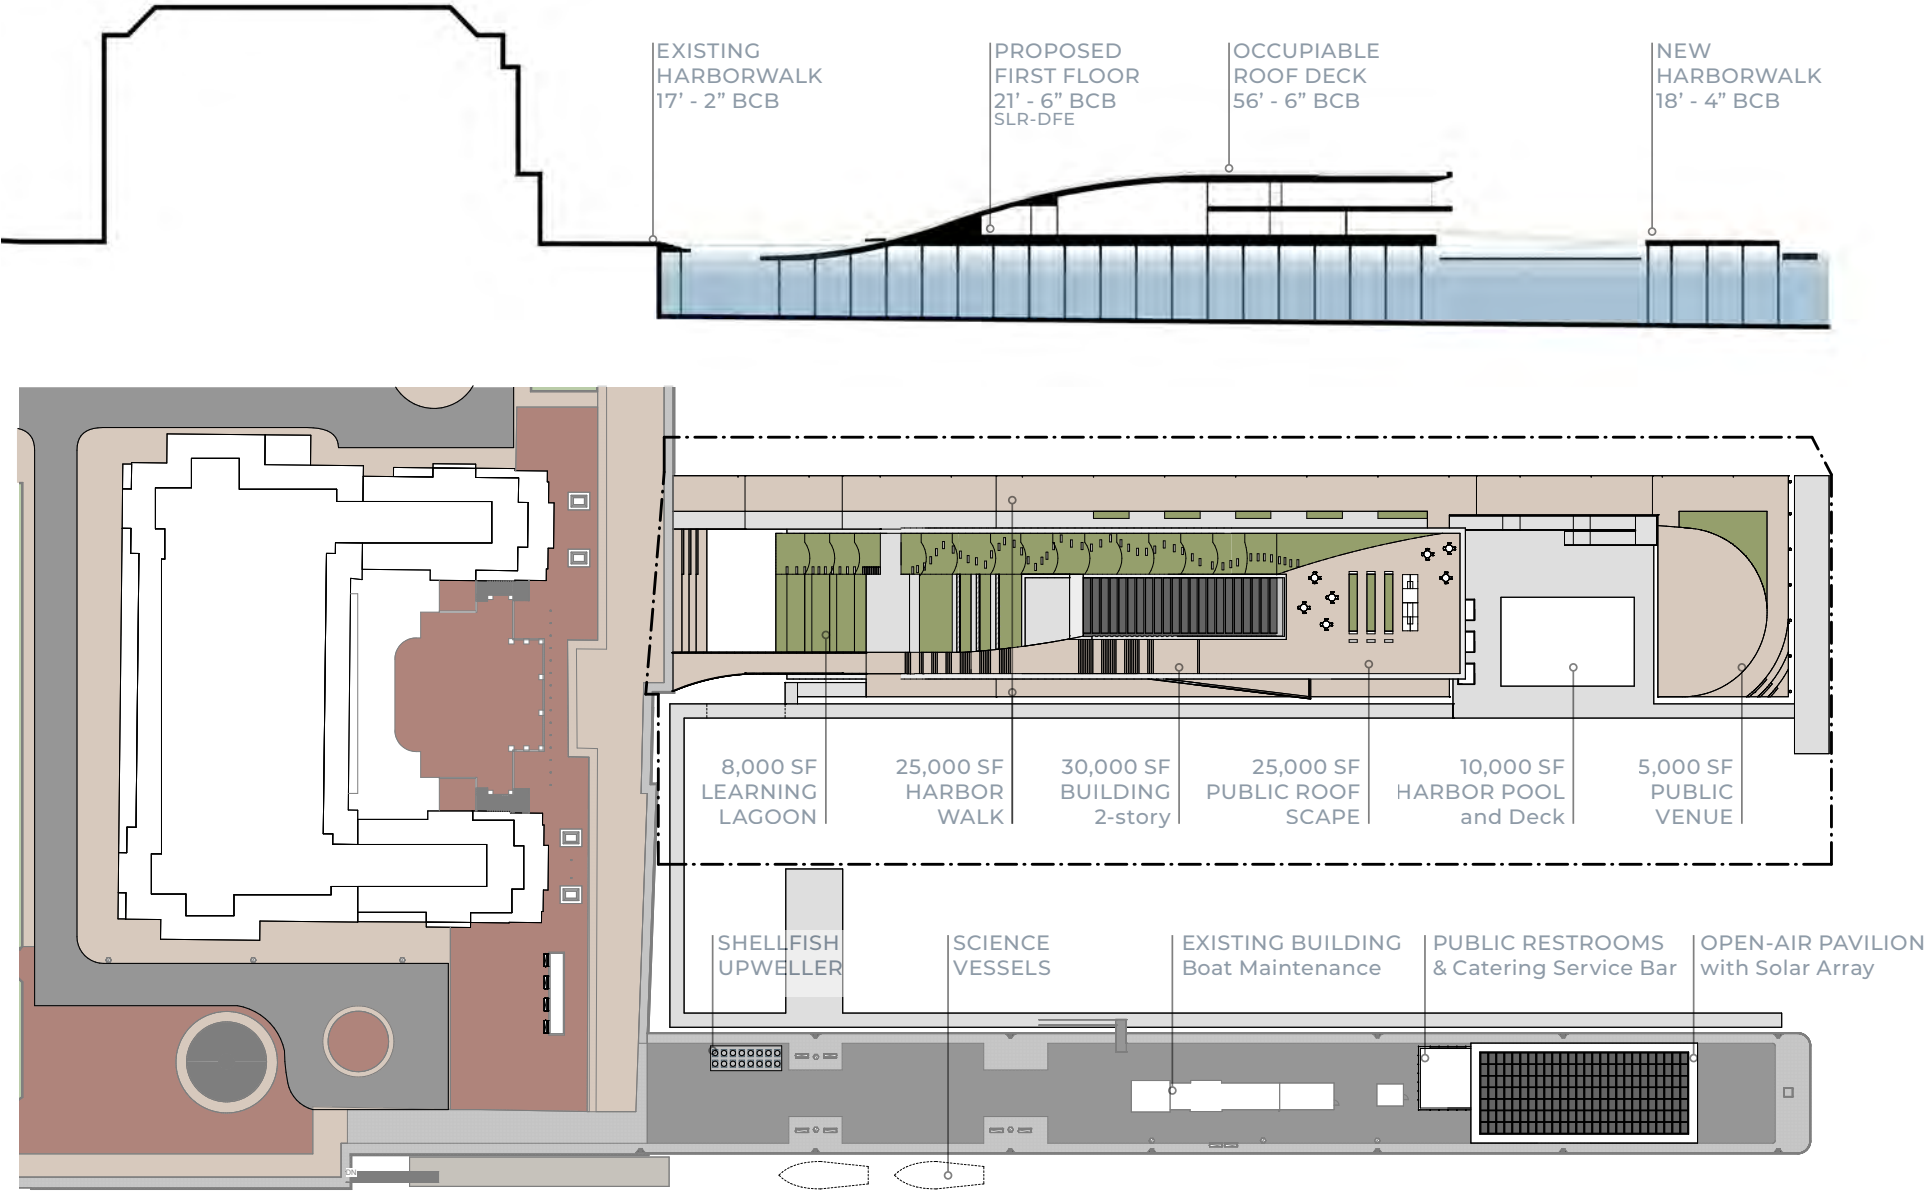 EXISTING
HARBORWALK
17’ - 2” BCB
PROPOSED
FIRST FLOOR
21’ - 6” BCB
SLR-DFE
OCCUPIABLE
ROOF DECK
56’ - 6” BCB
NEW
HARBORWALK
18’ - 4” BCB
8,000 SF
LEARNING
LAGOON
25,000 SF
HARBOR
WALK
30,000 SF
BUILDING
2-story
25,000 SF
PUBLIC ROOF
SCAPE
10,000 SF
HARBOR POOL
and Deck
5,000 SF
PUBLIC
VENUE
SHELLFISH
UPWELLER
SCIENCE
VESSELS
EXISTING BUILDING
Boat Maintenance
PUBLIC RESTROOMS
& Catering Service Bar
OPEN-AIR PAVILION
with Solar Array
DN